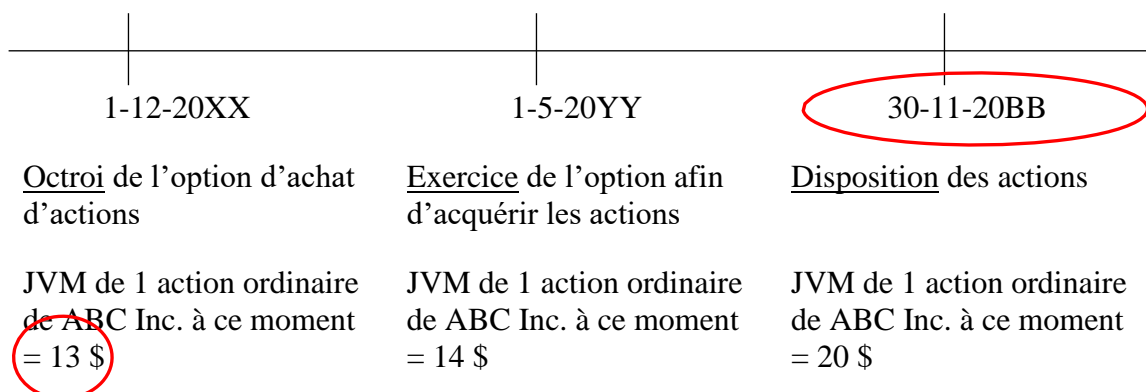 1-12-20XX
1-5-20YY
30-11-20BB
Octroi de l’option d’achat
d’actions
Exercice de l’option afin
d’acquérir les actions
Disposition des actions
JVM de 1 action ordinaire
de ABC Inc. à ce moment
= 13 $
JVM de 1 action ordinaire
de ABC Inc. à ce moment
= 14 $
JVM de 1 action ordinaire
de ABC Inc. à ce moment
= 20 $